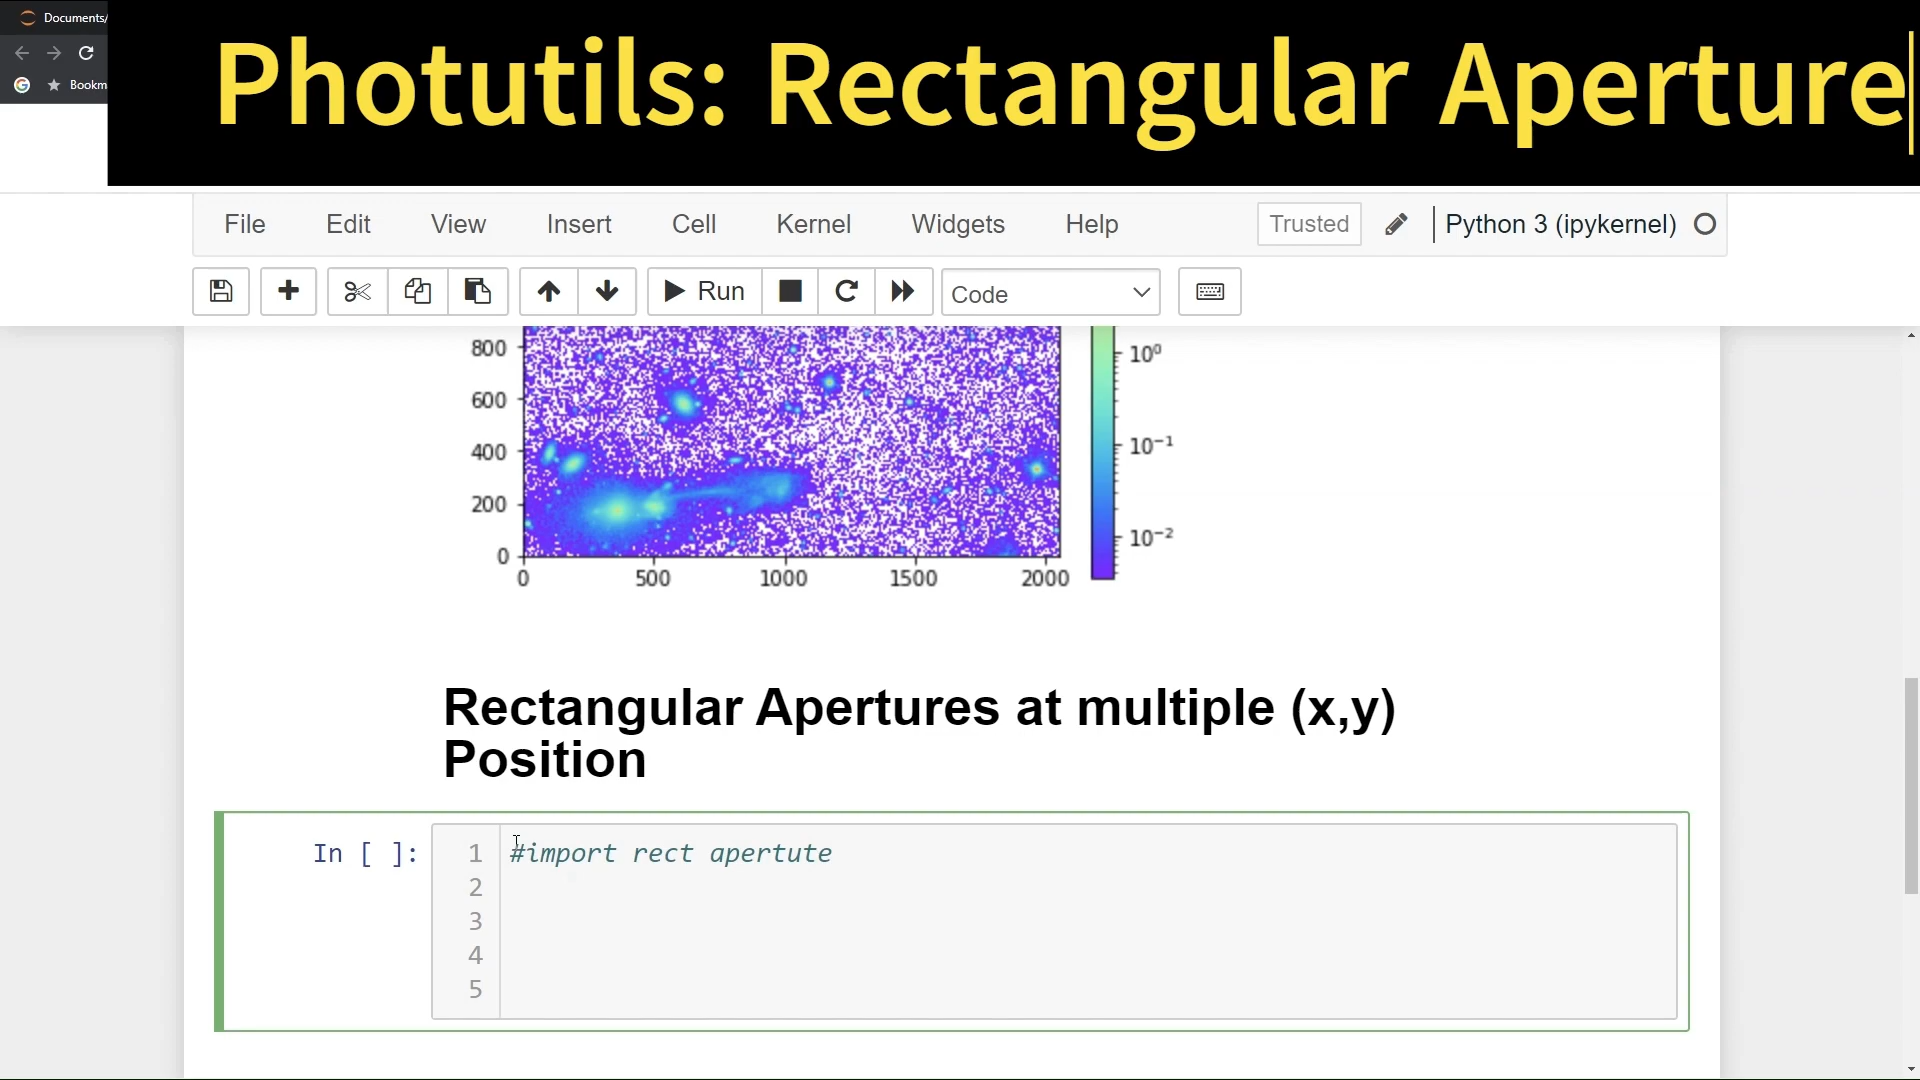 Documents/
Photutils: Rectangular Aperture
Bookm
File Edit View Insert Cell Kernel Widgets Help Trusted Python 3 (ipykernel)
Run Code
800
600
400
200
0
0 500 1000 1500 2000
10⁰
10⁻¹
10⁻²
Rectangular Apertures at multiple (x,y)
Position
In [ ]: 1 #import rect apertute
2
3
4
5